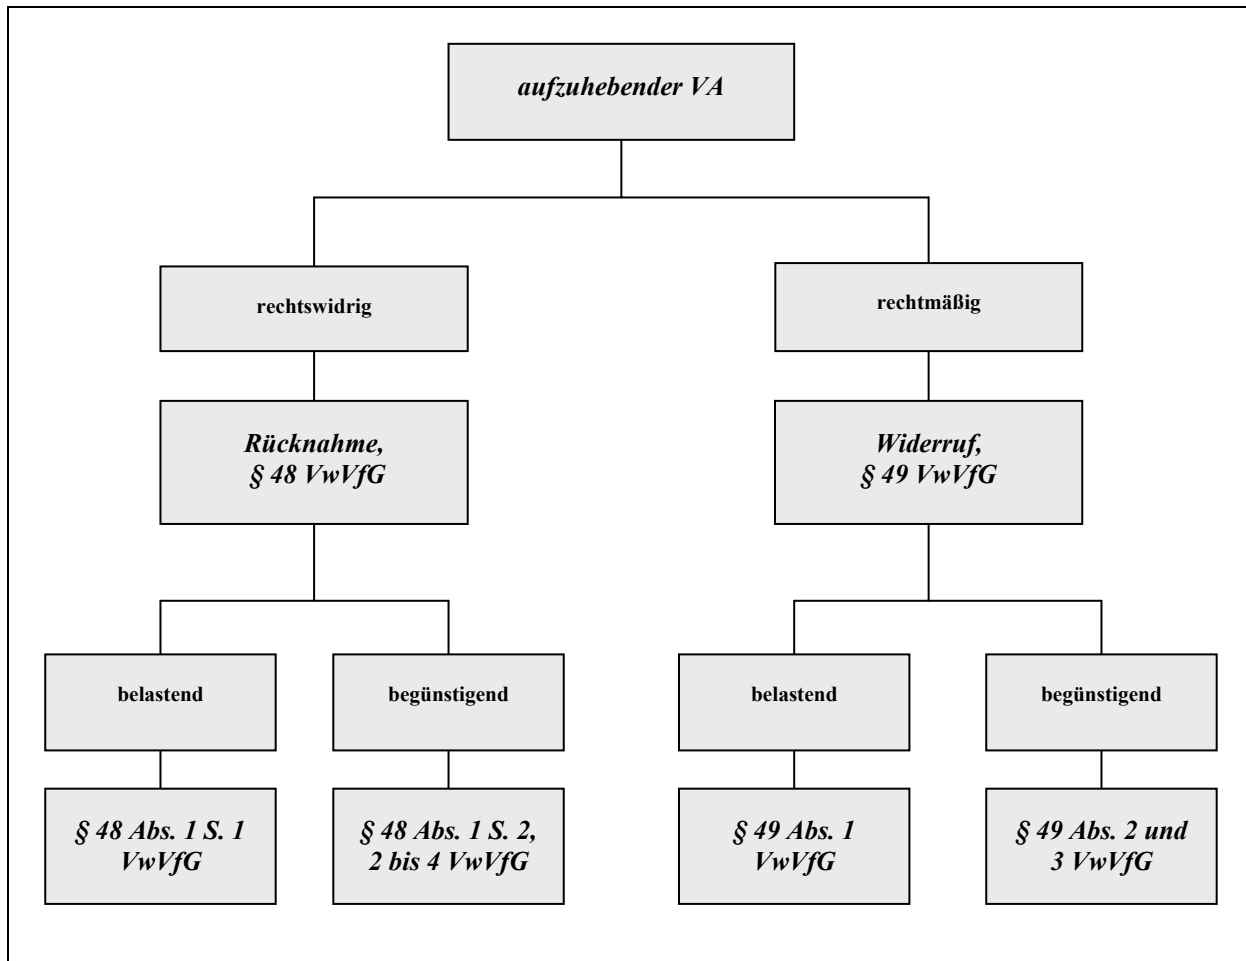 aufzuhebender VA
rechtswidrig
rechtmäßig
Rücknahme,
§ 48 VwVfG
Widerruf,
§ 49 VwVfG
belastend
begünstigend
belastend
begünstigend
§ 48 Abs. 1 S. 1
VwVfG
§ 48 Abs. 1 S. 2,
2 bis 4 VwVfG
§ 49 Abs. 1
VwVfG
§ 49 Abs. 2 und
3 VwVfG